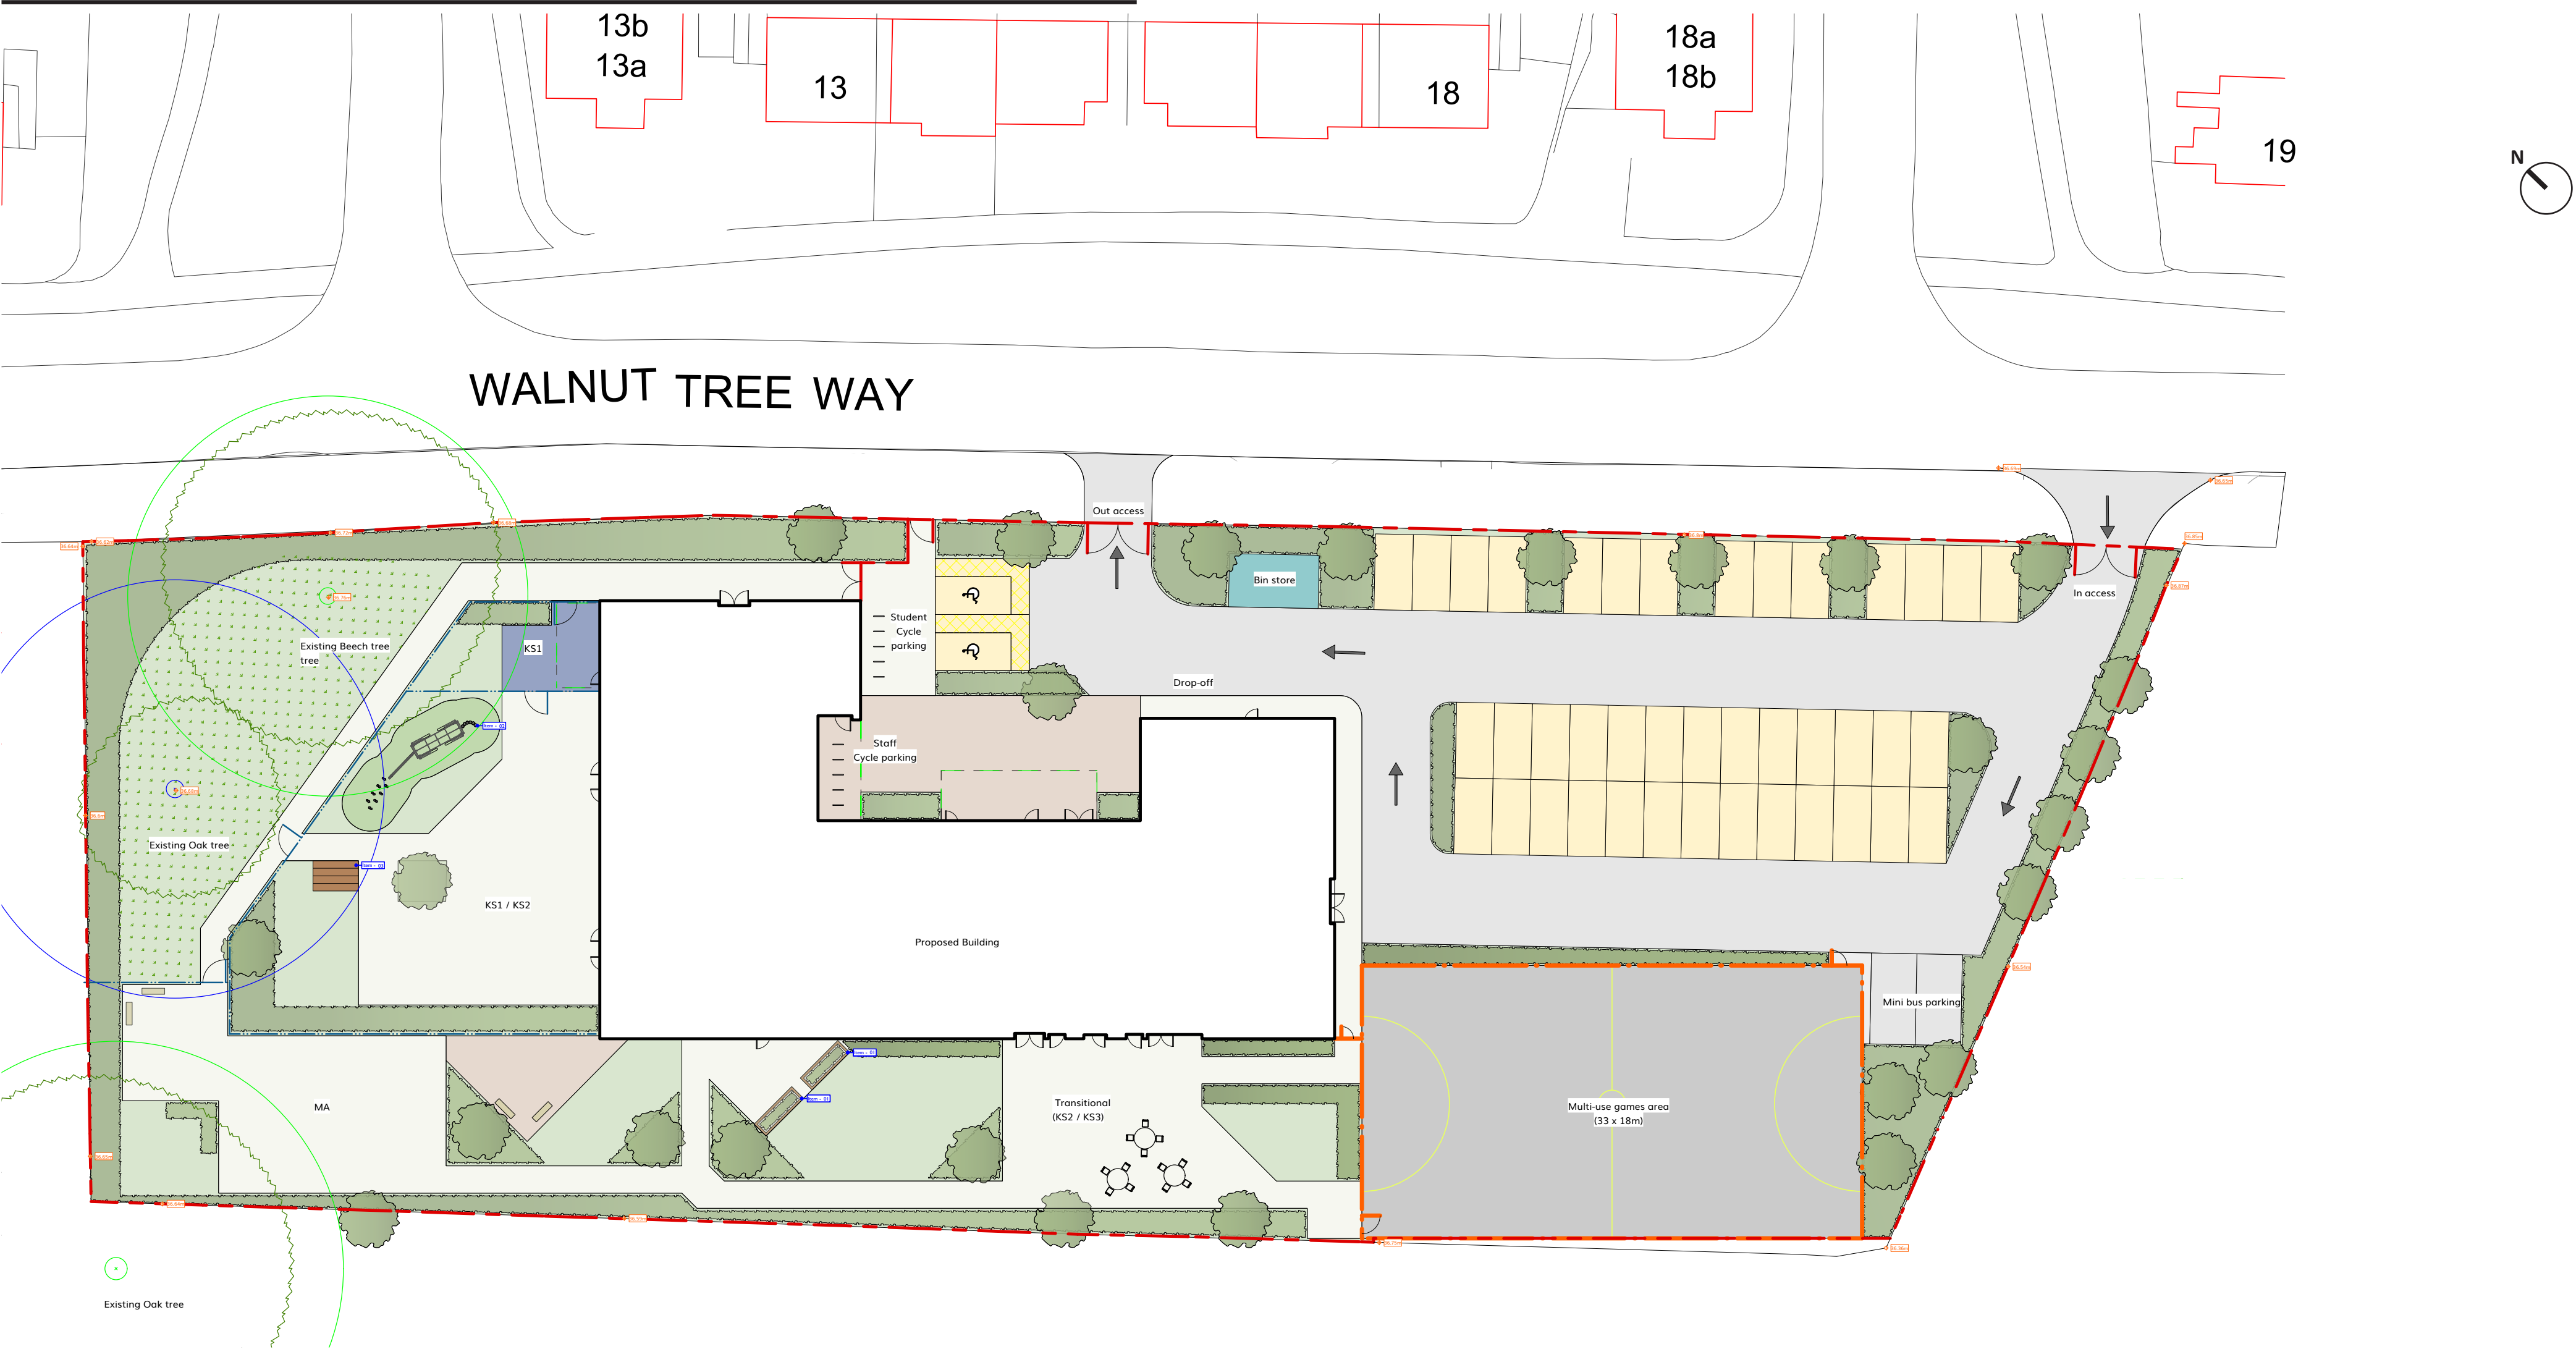 13b
13a
13
18
18a
18b
19
N
WALNUT TREE WAY
Out access
Bin store
In access
Student
Cycle
parking
KS1
Existing Beech tree
tree
Drop-off
Staff
Cycle parking
Existing Oak tree
KS1 / KS2
Proposed Building
Mini bus parking
MA
Transitional
(KS2 / KS3)
Multi-use games area
(33 x 18m)
Existing Oak tree